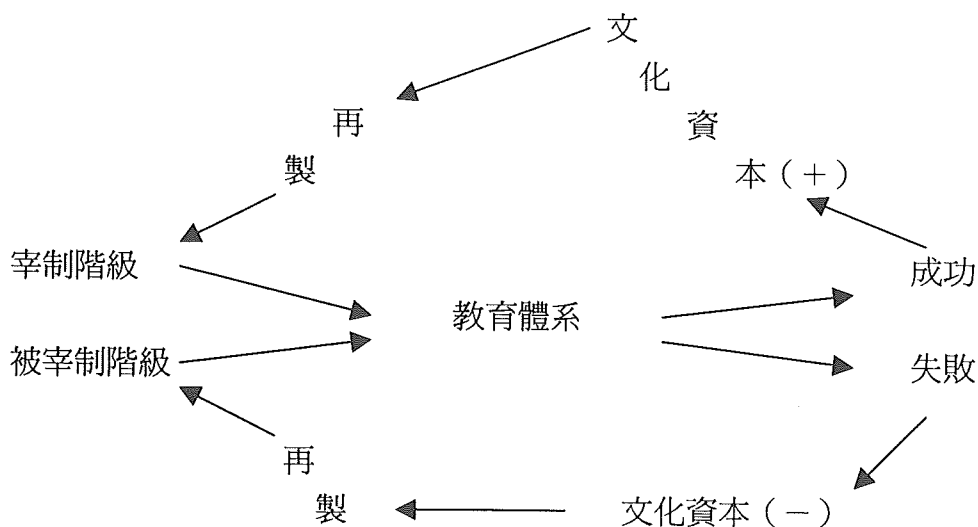 文化資本（＋）
再製
宰制階級
教育體系
成功
被宰制階級
失敗
再製
文化資本（－）